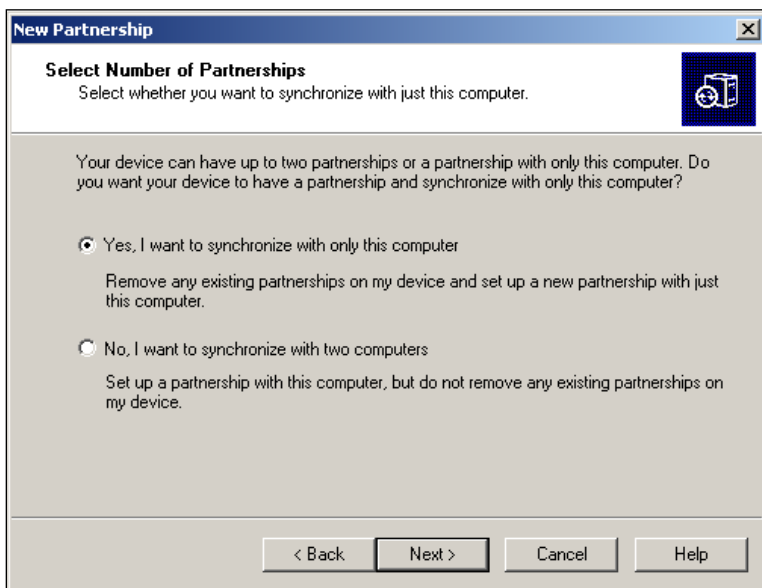 New Partnership
Select Number of Partnerships
Select whether you want to synchronize with just this computer.
Your device can have up to two partnerships or a partnership with only this computer. Do
you want your device to have a partnership and synchronize with only this computer?
Yes, I want to synchronize with only this computer
Remove any existing partnerships on my device and set up a new partnership with just
this computer.
No, I want to synchronize with two computers
Set up a partnership with this computer, but do not remove any existing partnerships on
my device.
< Back Next > Cancel Help